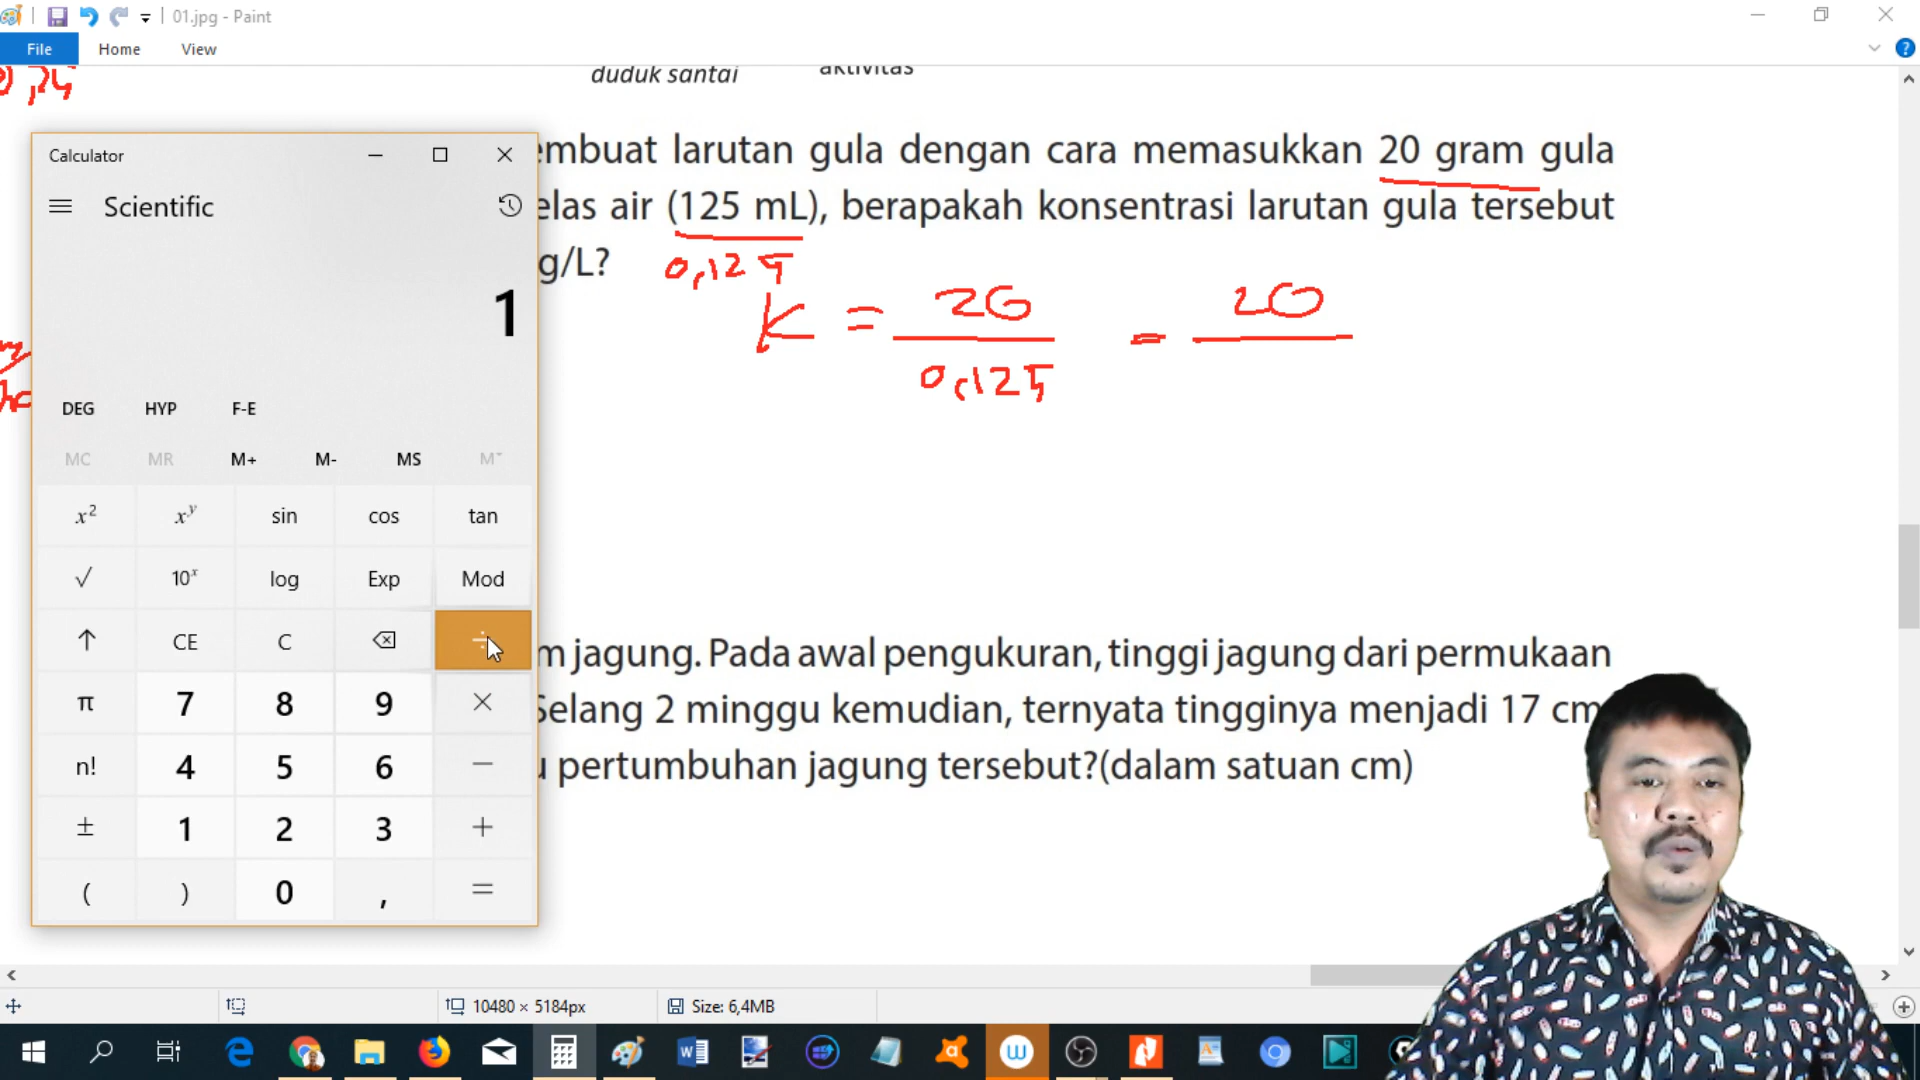 01.jpg - Paint
File Home View
duduk santai
embuat larutan gula dengan cara memasukkan 20 gram gula
elas air (125 mL), berapakah konsentrasi larutan gula tersebut
g/L?
0,125
K = 20 = 20
0,125
Calculator
Scientific
1
DEG HYP F-E
MC MR M+ M- MS M˅
x² xʸ sin cos tan
√ 10ˣ log Exp Mod
↑ CE C ÷
π 7 8 9 ×
n! 4 5 6 −
± 1 2 3 +
( ) 0 , =
m jagung. Pada awal pengukuran, tinggi jagung dari permukaan
Selang 2 minggu kemudian, ternyata tingginya menjadi 17 cm
u pertumbuhan jagung tersebut?(dalam satuan cm)
10480 × 5184px Size: 6,4MB